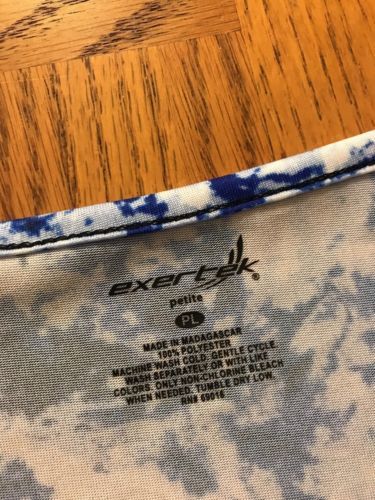 exertek®
petite
PL
MADE IN MADAGASCAR
100% POLYESTER
MACHINE WASH COLD. GENTLE CYCLE.
WASH SEPARATELY OR WITH LIKE
COLORS. ONLY NON-CHLORINE BLEACH
WHEN NEEDED. TUMBLE DRY LOW.
RN# 69016